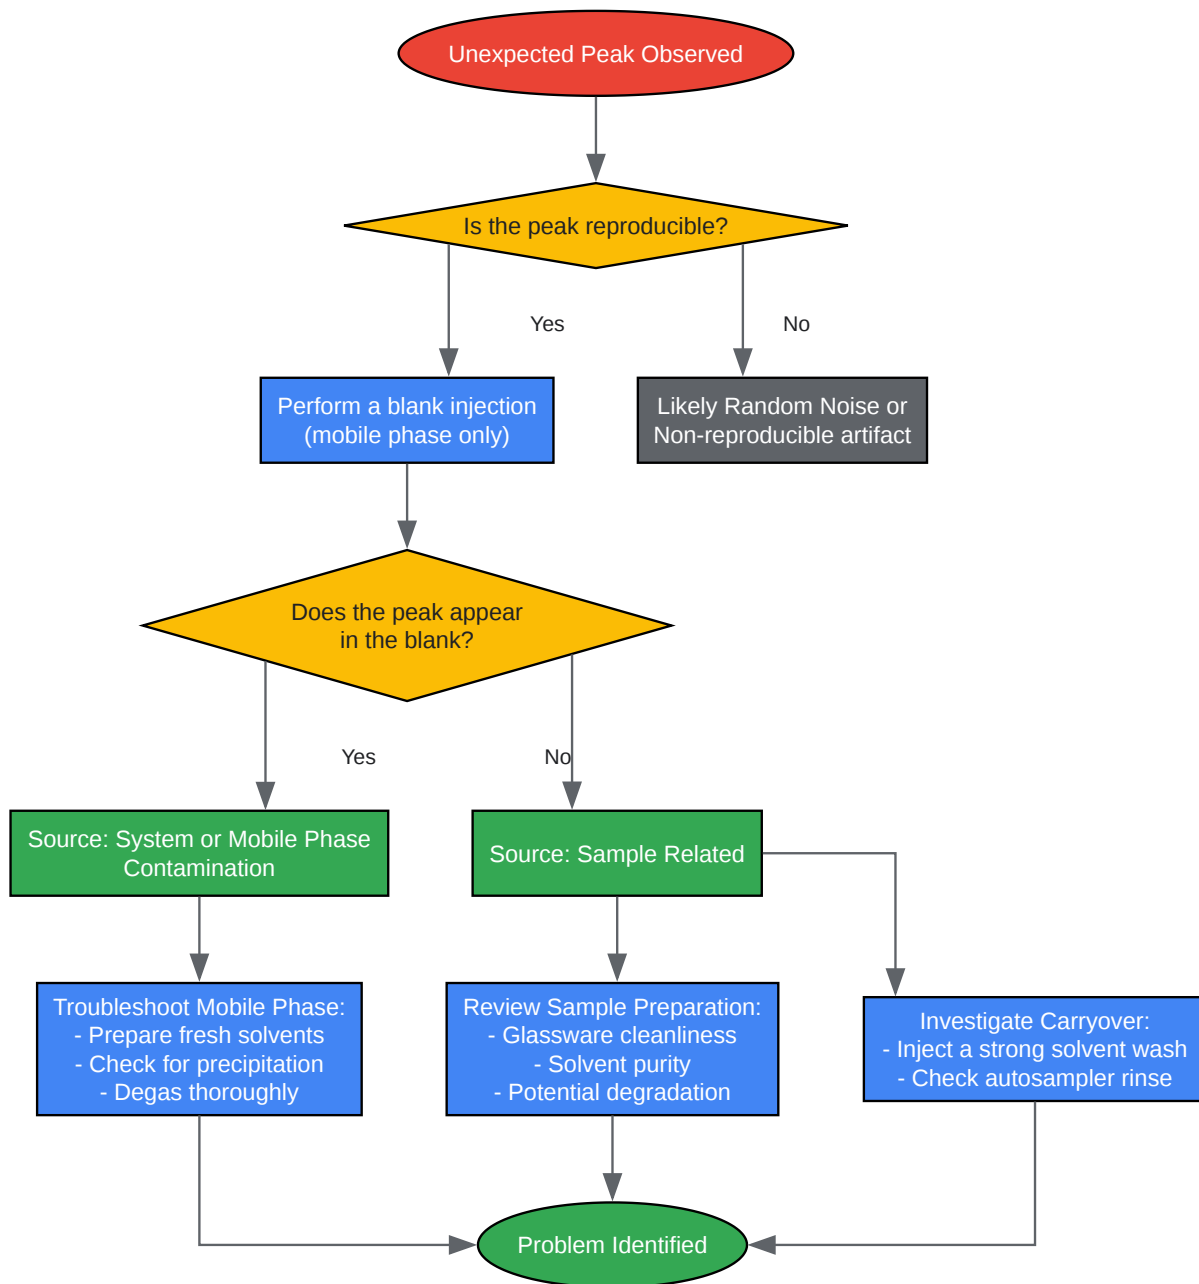 Unexpected Peak Observed
Is the peak reproducible?
Yes
No
Perform a blank injection
(mobile phase only)
Likely Random Noise or
Non-reproducible artifact
Does the peak appear
in the blank?
Yes
No
Source: System or Mobile Phase
Contamination
Source: Sample Related
Troubleshoot Mobile Phase:
- Prepare fresh solvents
- Check for precipitation
- Degas thoroughly
Review Sample Preparation:
- Glassware cleanliness
- Solvent purity
- Potential degradation
Investigate Carryover:
- Inject a strong solvent wash
- Check autosampler rinse
Problem Identified